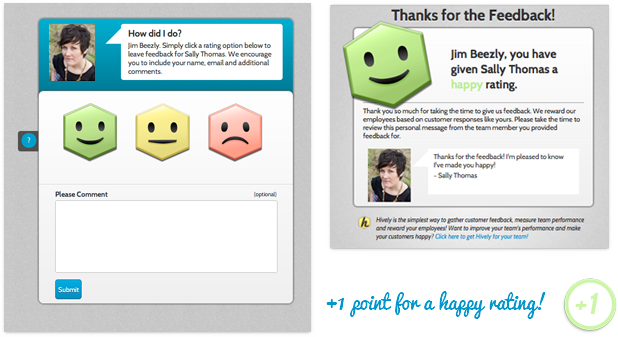 How did I do?
Jim Beezly. Simply click a rating option below to
leave feedback for Sally Thomas. We encourage
you to include your name, email and additional
comments.
?
Please Comment
(optional)
Submit
Thanks for the Feedback!
Jim Beezly, you have
given Sally Thomas a
happy rating.
Thank you so much for taking the time to give us feedback. We reward our
employees based on customer responses like yours. Please take the time to
review this personal message from the team member you provided
feedback for.
Thanks for the feedback! I'm pleased to know
I've made you happy!
- Sally Thomas
h
Hively is the simplest way to gather customer feedback, measure team performance
and reward your employees! Want to improve your team's performance and make
your customers happy? Click here to get Hively for your team!
+1 point for a happy rating!
+1